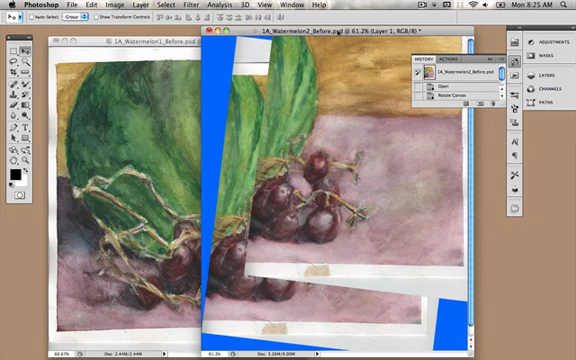 Photoshop File Edit Image Layer Select Filter Analysis 3D View Window Help Mon 8:25 AM
Auto-Select: Group Show Transform Controls
1A_Watermelon1_Before.psd
1A_Watermelon2_Before.psd @ 61.2% (Layer 1, RGB/8) *
HISTORY ACTIONS
1A_Watermelon2_Before.psd
Open
Rotate Canvas
ADJUSTMENTS
MASKS
LAYERS
CHANNELS
PATHS
66.67% Doc: 2.44M/2.44M
61.2% Doc: 3.26M/9.00M